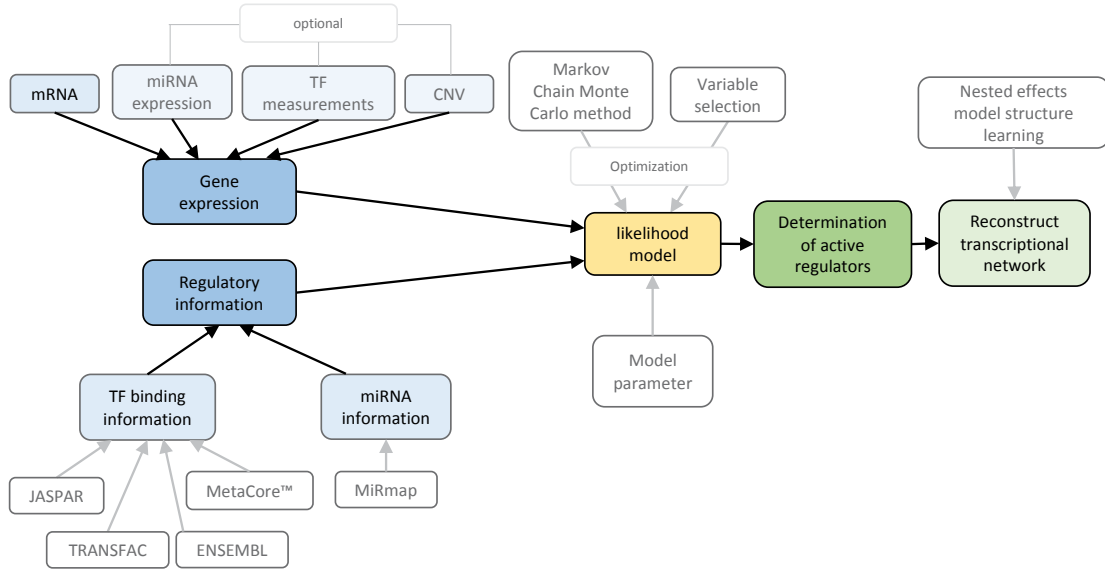 optional
mRNA
miRNA
expression
TF
measurements
CNV
Markov
Chain Monte
Carlo method
Variable
selection
Nested effects
model structure
learning
Optimization
Gene
expression
likelihood
model
Determination
of active
regulators
Reconstruct
transcriptional
network
Regulatory
information
Model
parameter
TF binding
information
miRNA
information
JASPAR
MetaCore™
MiRmap
TRANSFAC
ENSEMBL